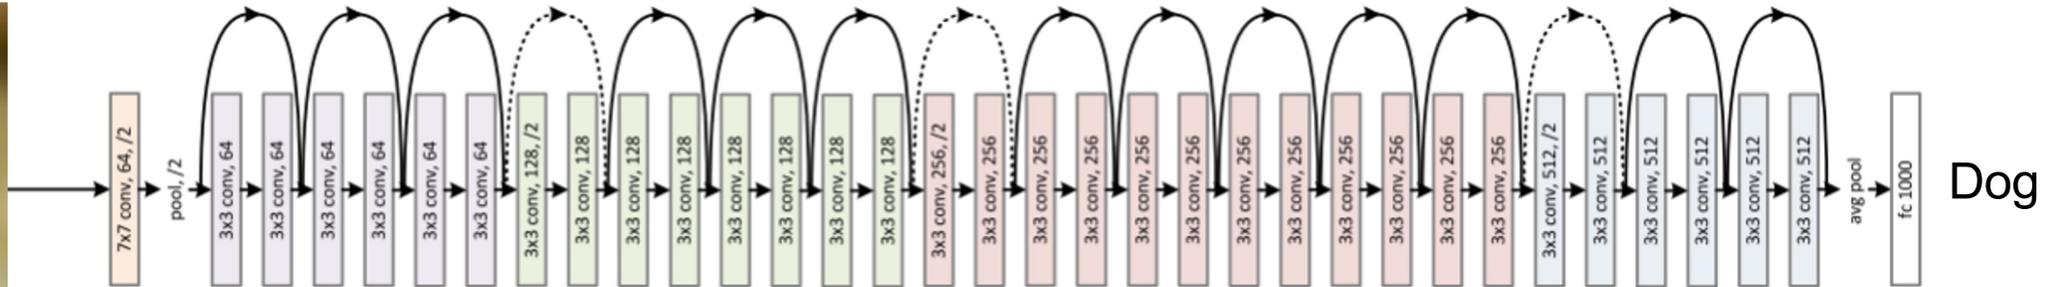 7x7 conv, 64, /2
pool, /2
3x3 conv, 64
3x3 conv, 64
3x3 conv, 64
3x3 conv, 64
3x3 conv, 64
3x3 conv, 64
3x3 conv, 128, /2
3x3 conv, 128
3x3 conv, 128
3x3 conv, 128
3x3 conv, 128
3x3 conv, 128
3x3 conv, 128
3x3 conv, 128
3x3 conv, 256, /2
3x3 conv, 256
3x3 conv, 256
3x3 conv, 256
3x3 conv, 256
3x3 conv, 256
3x3 conv, 256
3x3 conv, 256
3x3 conv, 256
3x3 conv, 256
3x3 conv, 256
3x3 conv, 256
3x3 conv, 512, /2
3x3 conv, 512
3x3 conv, 512
3x3 conv, 512
3x3 conv, 512
3x3 conv, 512
avg pool
fc 1000
Dog